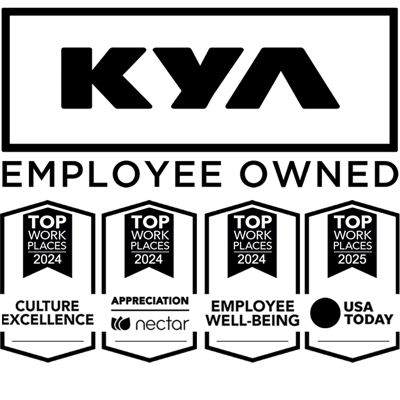 KYA
EMPLOYEE OWNED
TOP
WORK
PLACES
2024
CULTURE
EXCELLENCE
TOP
WORK
PLACES
2024
APPRECIATION
nectar
TOP
WORK
PLACES
2024
EMPLOYEE
WELL-BEING
TOP
WORK
PLACES
2025
USA
TODAY